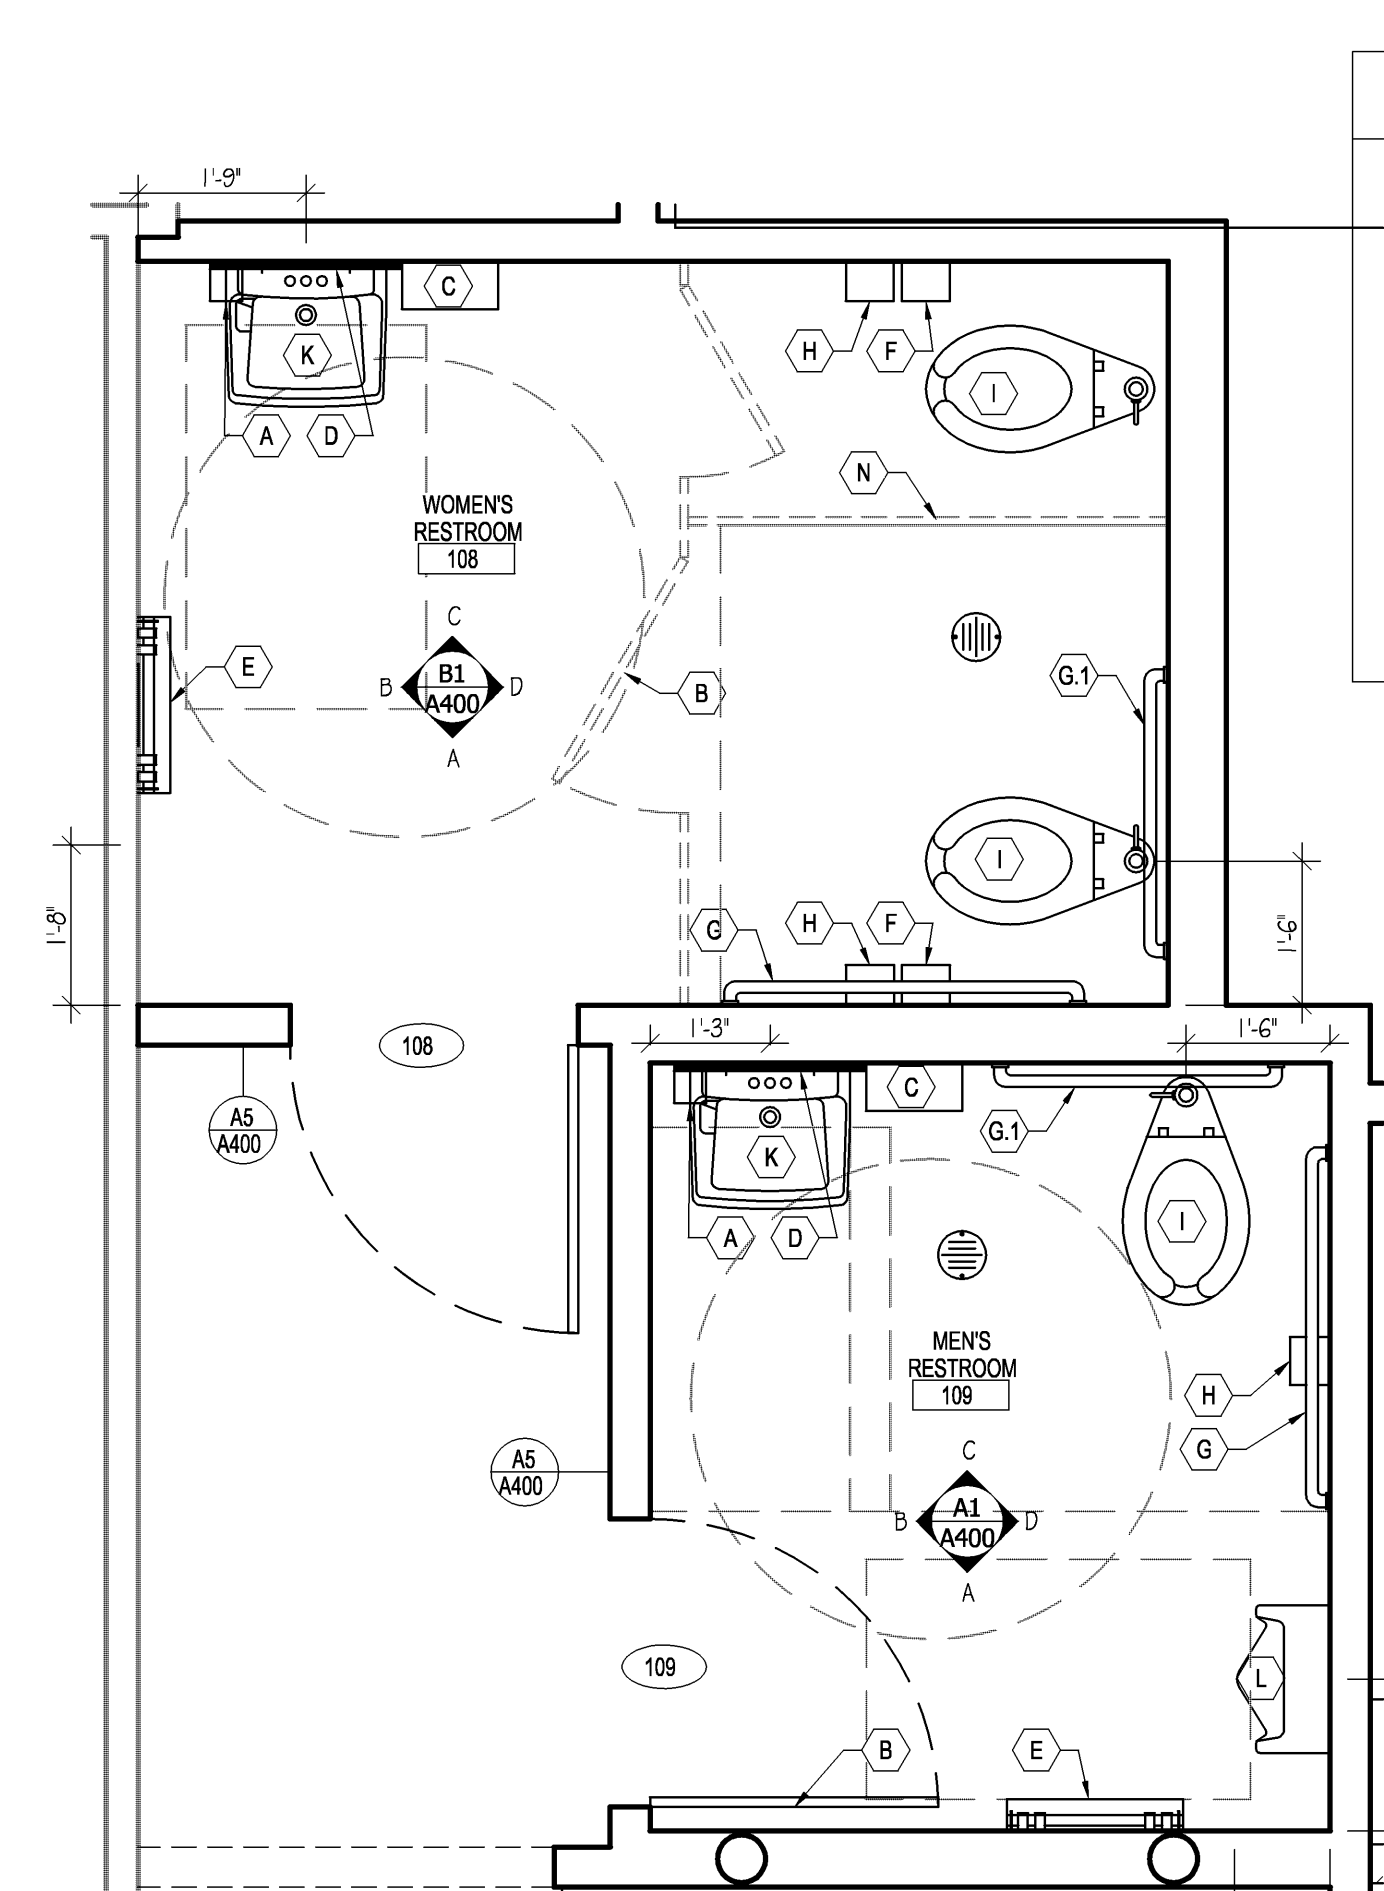 1'-9"
C
K
H
F
I
A
D
N
WOMEN'S
RESTROOM
108
C
G.1
E
B
B1
D
B
A400
A
I
1'-8"
G
H
F
1'-6"
108
1'-3"
1'-6"
C
A5
A400
G.1
K
I
A
D
MEN'S
RESTROOM
109
H
C
G
A5
A400
B
A1
D
A400
A
109
L
B
E